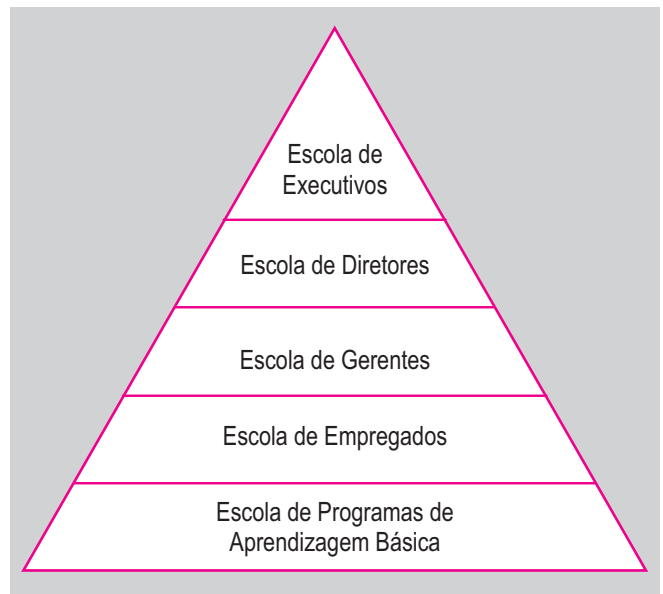 Escola de
Executivos
Escola de Diretores
Escola de Gerentes
Escola de Empregados
Escola de Programas de
Aprendizagem Básica